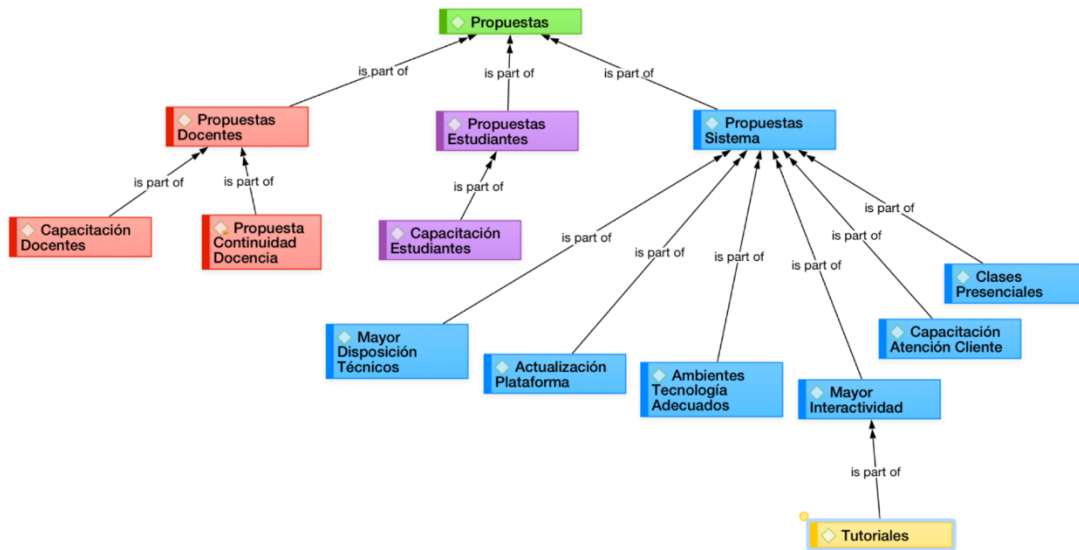 Propuestas
is part of
is part of
is part of
Propuestas
Docentes
Propuestas
Estudiantes
Propuestas
Sistema
is part of
is part of
is part of
Capacitación
Docentes
Propuesta
Continuidad
Docencia
Capacitación
Estudiantes
is part of
is part of
is part of
is part of
is part of
is part of
Clases
Presenciales
Mayor
Disposición
Técnicos
Capacitación
Atención Cliente
Actualización
Plataforma
Ambientes
Tecnología
Adecuados
Mayor
Interactividad
is part of
Tutoriales